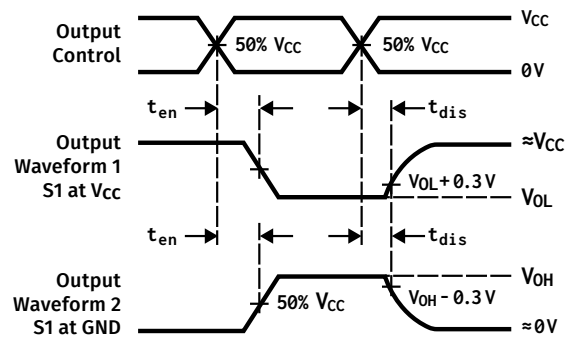 Output
Control
50% VCC
50% VCC
VCC
0V
ten
tdis
Output
Waveform 1
S1 at VCC
≈VCC
VOL + 0.3 V
VOL
ten
tdis
Output
Waveform 2
S1 at GND
50% VCC
VOH
VOH - 0.3 V
≈0V